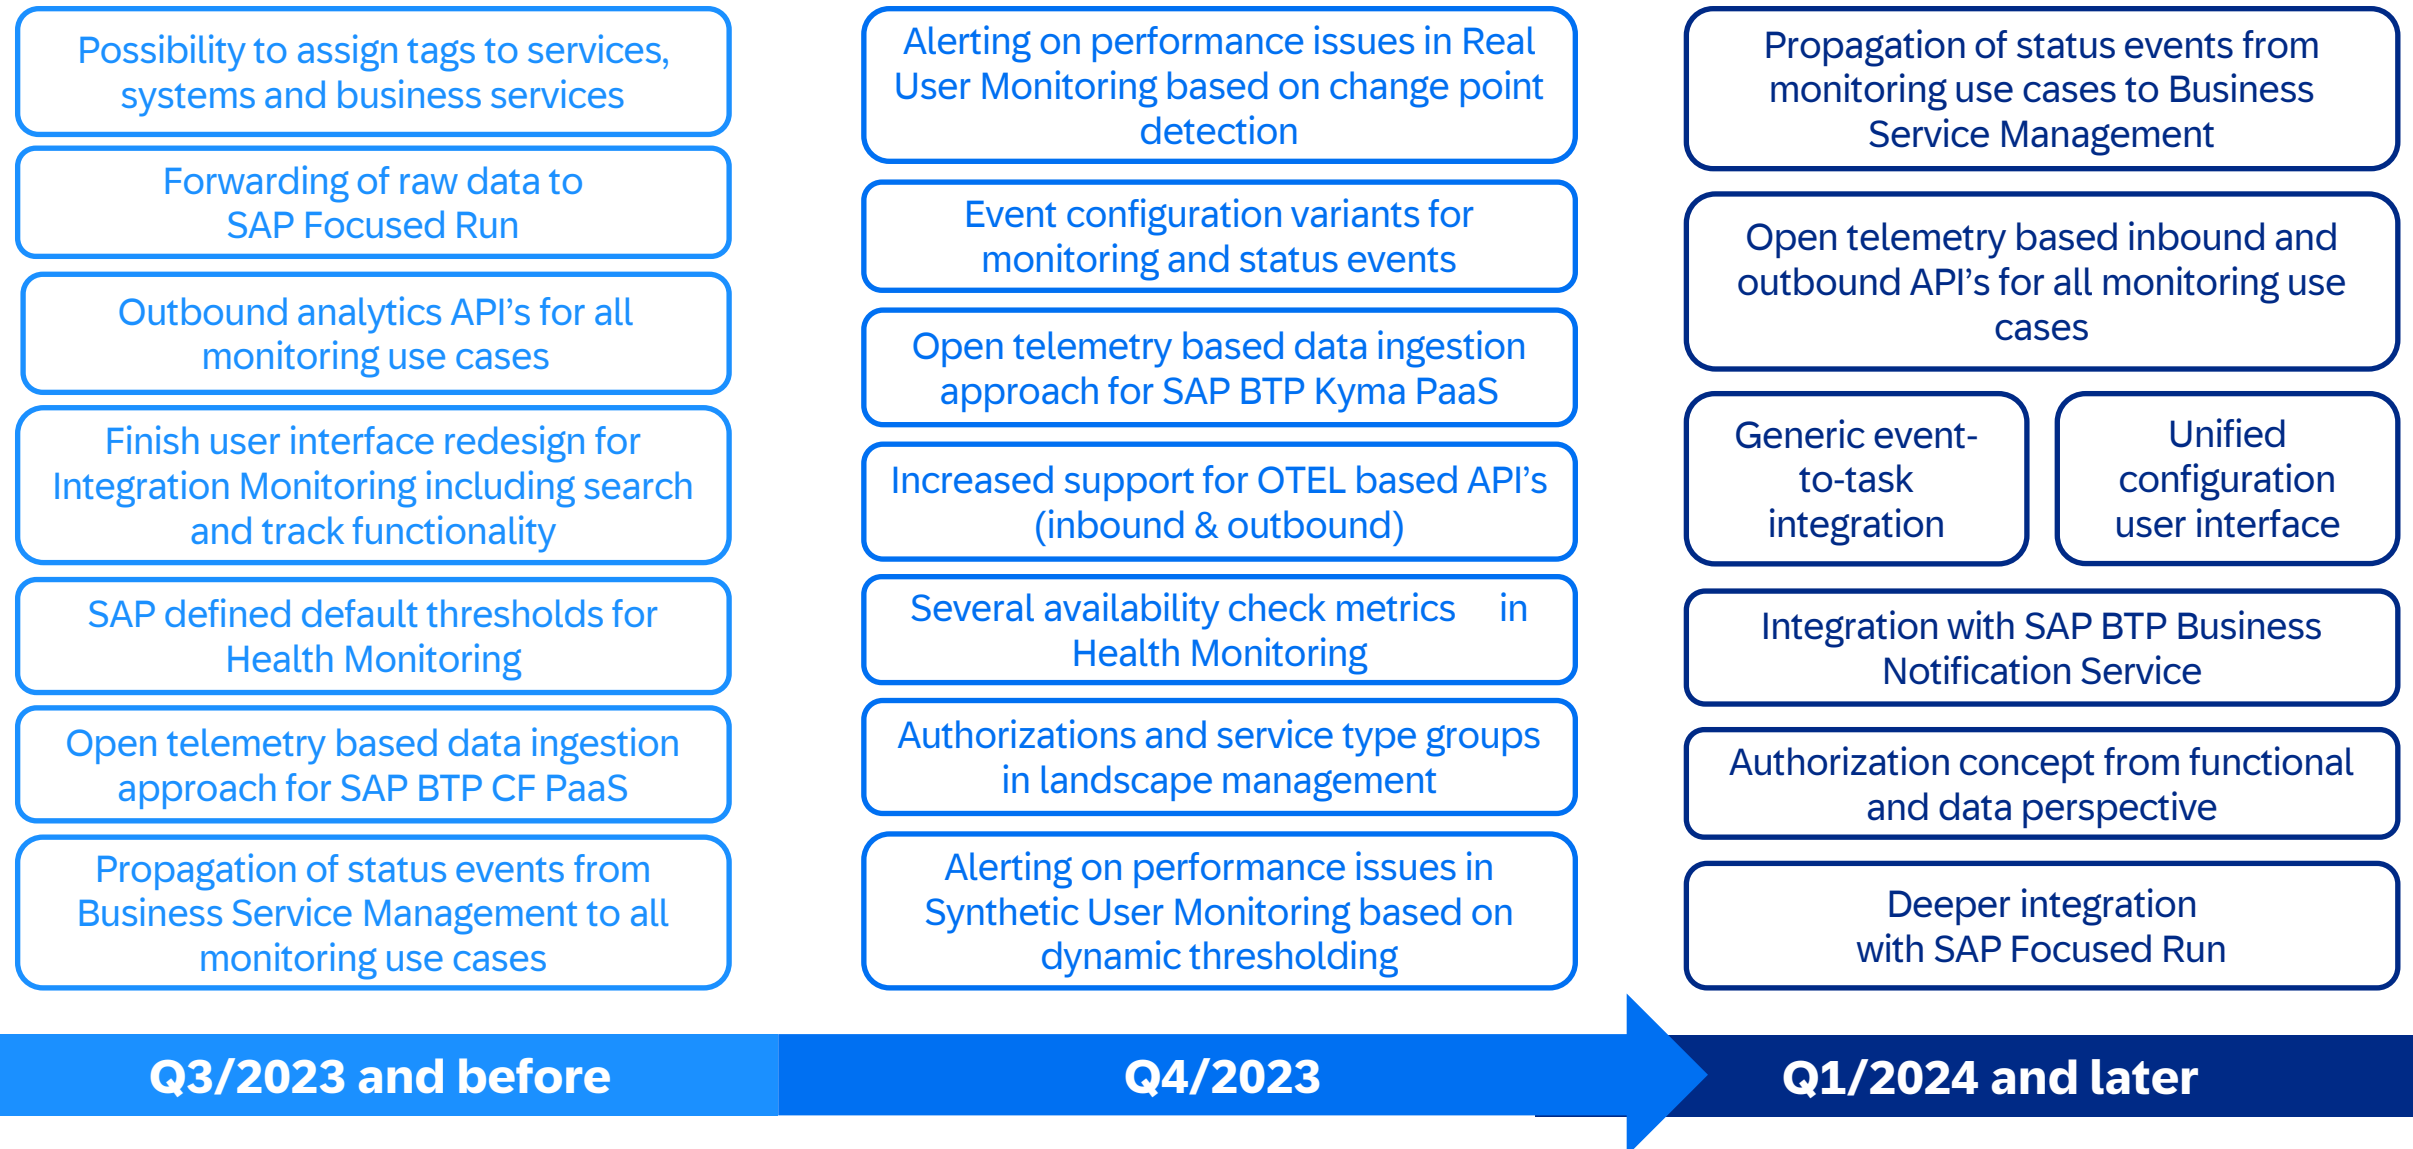 Possibility to assign tags to services,
systems and business services
Forwarding of raw data to
SAP Focused Run
Outbound analytics API’s for all
monitoring use cases
Finish user interface redesign for
Integration Monitoring including search
and track functionality
SAP defined default thresholds for
Health Monitoring
Open telemetry based data ingestion
approach for SAP BTP CF PaaS
Propagation of status events from
Business Service Management to all
monitoring use cases
Q3/2023 and before
Alerting on performance issues in Real
User Monitoring based on change point
detection
Event configuration variants for
monitoring and status events
Open telemetry based data ingestion
approach for SAP BTP Kyma PaaS
Increased support for OTEL based API’s
(inbound & outbound)
Several availability check metrics in
Health Monitoring
Authorizations and service type groups
in landscape management
Alerting on performance issues in
Synthetic User Monitoring based on
dynamic thresholding
Q4/2023
Propagation of status events from
monitoring use cases to Business
Service Management
Open telemetry based inbound and
outbound API’s for all monitoring use
cases
Generic event-
to-task
integration
Unified
configuration
user interface
Integration with SAP BTP Business
Notification Service
Authorization concept from functional
and data perspective
Deeper integration
with SAP Focused Run
Q1/2024 and later